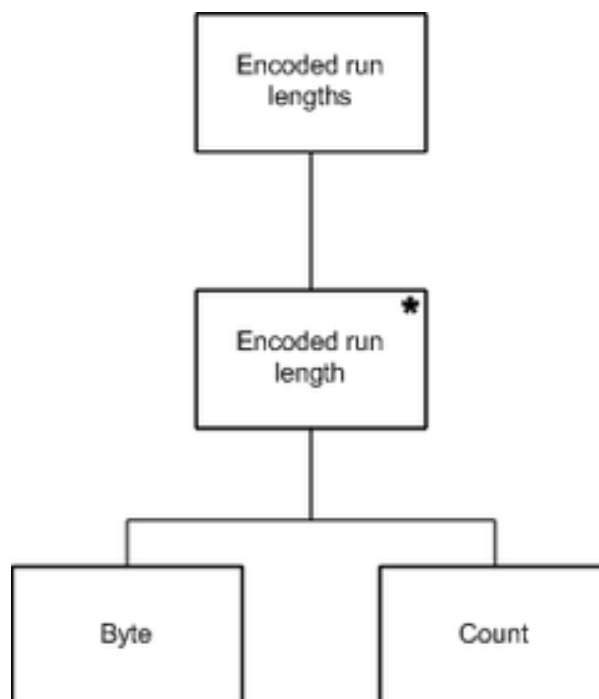 Encoded run
lengths
*
Encoded run
length
Byte
Count